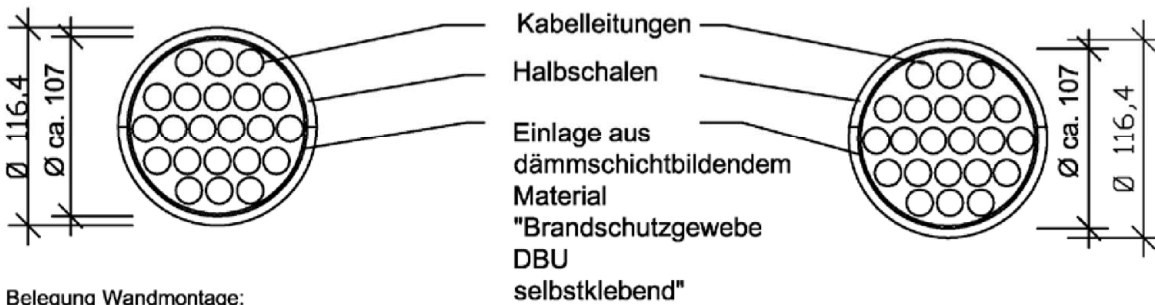 Ø 116,4
Ø ca. 107
Kabelleitungen
Halbschalen
Einlage aus
dämmschichtbildendem
Material
"Brandschutzgewebe
DBU
selbstklebend"
Ø ca. 107
Ø 116,4
Belegung Wandmontage: